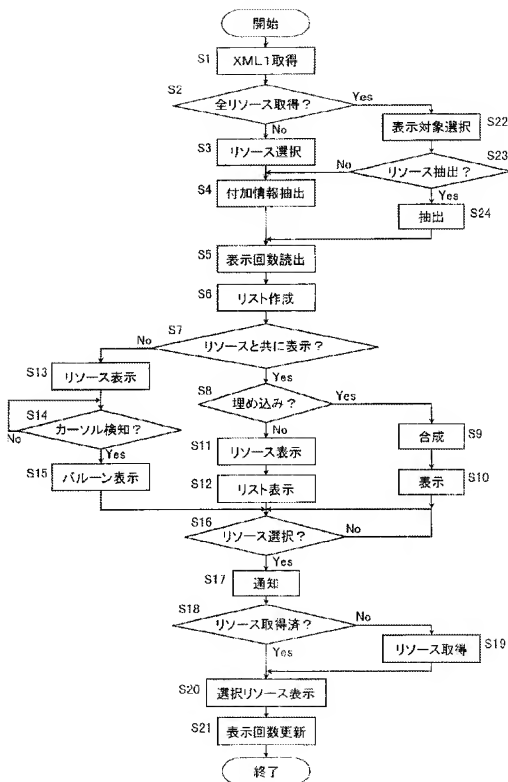 開始
S1
XML1取得
S2
全リソース取得?
Yes
No
S22
表示対象選択
S3
リソース選択
S23
リソース抽出?
No
Yes
S4
付加情報抽出
S24
抽出
S5
表示回数読出
S6
リスト作成
S7
リソースと共に表示?
No
Yes
S13
リソース表示
S8
埋め込み?
Yes
No
S14
カーソル検知?
No
Yes
S11
リソース表示
合成
S9
S15
バルーン表示
S12
リスト表示
表示
S10
S16
リソース選択?
No
Yes
S17
通知
S18
リソース取得済?
No
Yes
リソース取得
S19
S20
選択リソース表示
S21
表示回数更新
終了